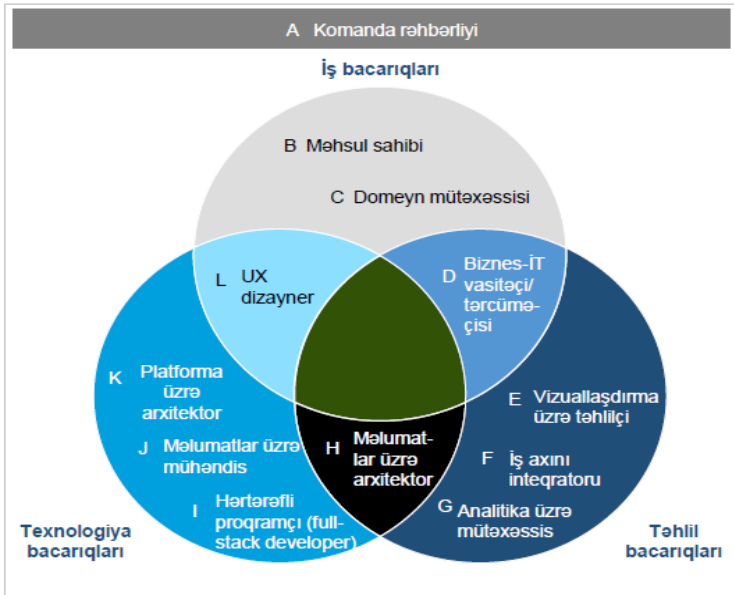 A Komanda rəhbərliyi
İş bacarıqları
B Məhsul sahibi
C Domeyn mütəxəssisi
L UX
dizayner
D Biznes-İT
vasitəçi/
tərcümə-
çisi
K Platforma
üzrə
arxitektor
J Məlumatlar üzrə
mühəndis
I Hərtərəfli
proqramçı (full-
stack developer)
H Məlumat-
lar üzrə
arxitektor
E Vizuallaşdırma
üzrə təhlilçi
F İş axını
inteqratoru
G Analitika üzrə
mütəxəssis
Texnologiya
bacarıqları
Təhlil
bacarıqları